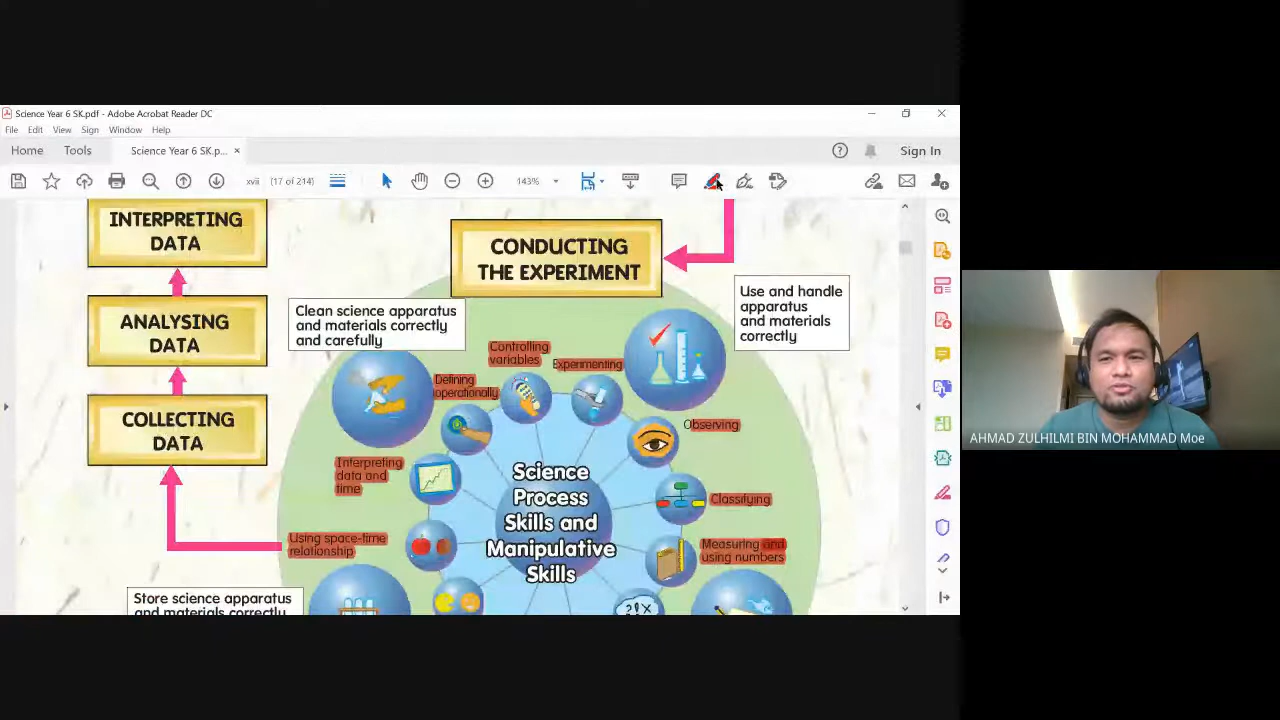 Science Year 6 SK.pdf - Adobe Acrobat Reader DC
File Edit View Sign Window Help
Home Tools Science Year 6 SK.p... × Sign In
xvii (17 of 214) 143%
INTERPRETING
DATA
ANALYSING
DATA
COLLECTING
DATA
CONDUCTING
THE EXPERIMENT
Clean science apparatus
and materials correctly
and carefully
Use and handle
apparatus
and materials
correctly
Controlling
variables
Experimenting
Defining
operationally
Observing
Interpreting
data and
time
Classifying
Using space-time
relationship
Measuring and
using numbers
Science
Process
Skills and
Manipulative
Skills
Store science apparatus
and materials correctly
AHMAD ZULHILMI BIN MOHAMMAD Moe